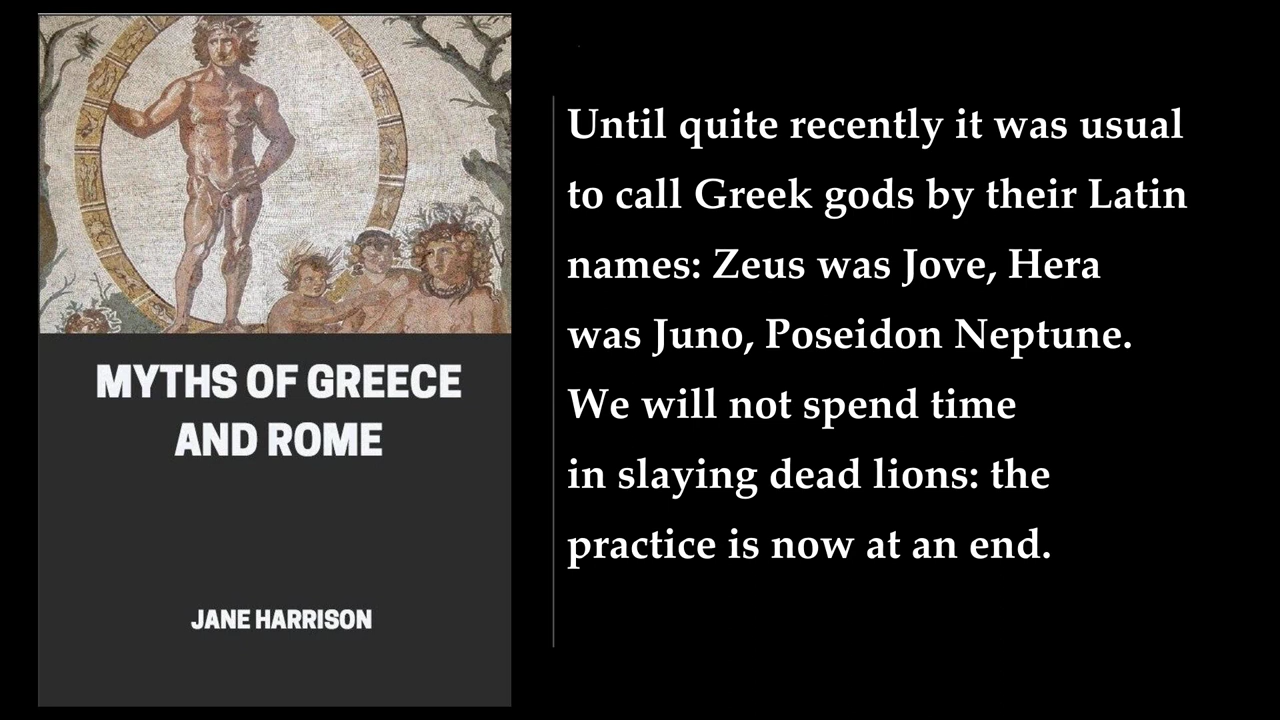 MYTHS OF GREECE
AND ROME
JANE HARRISON
Until quite recently it was usual
to call Greek gods by their Latin
names: Zeus was Jove, Hera
was Juno, Poseidon Neptune.
We will not spend time
in slaying dead lions: the
practice is now at an end.